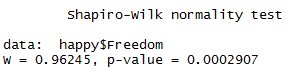 Shapiro-Wilk normality test
data:  happy$Freedom
W = 0.96245, p-value = 0.0002907